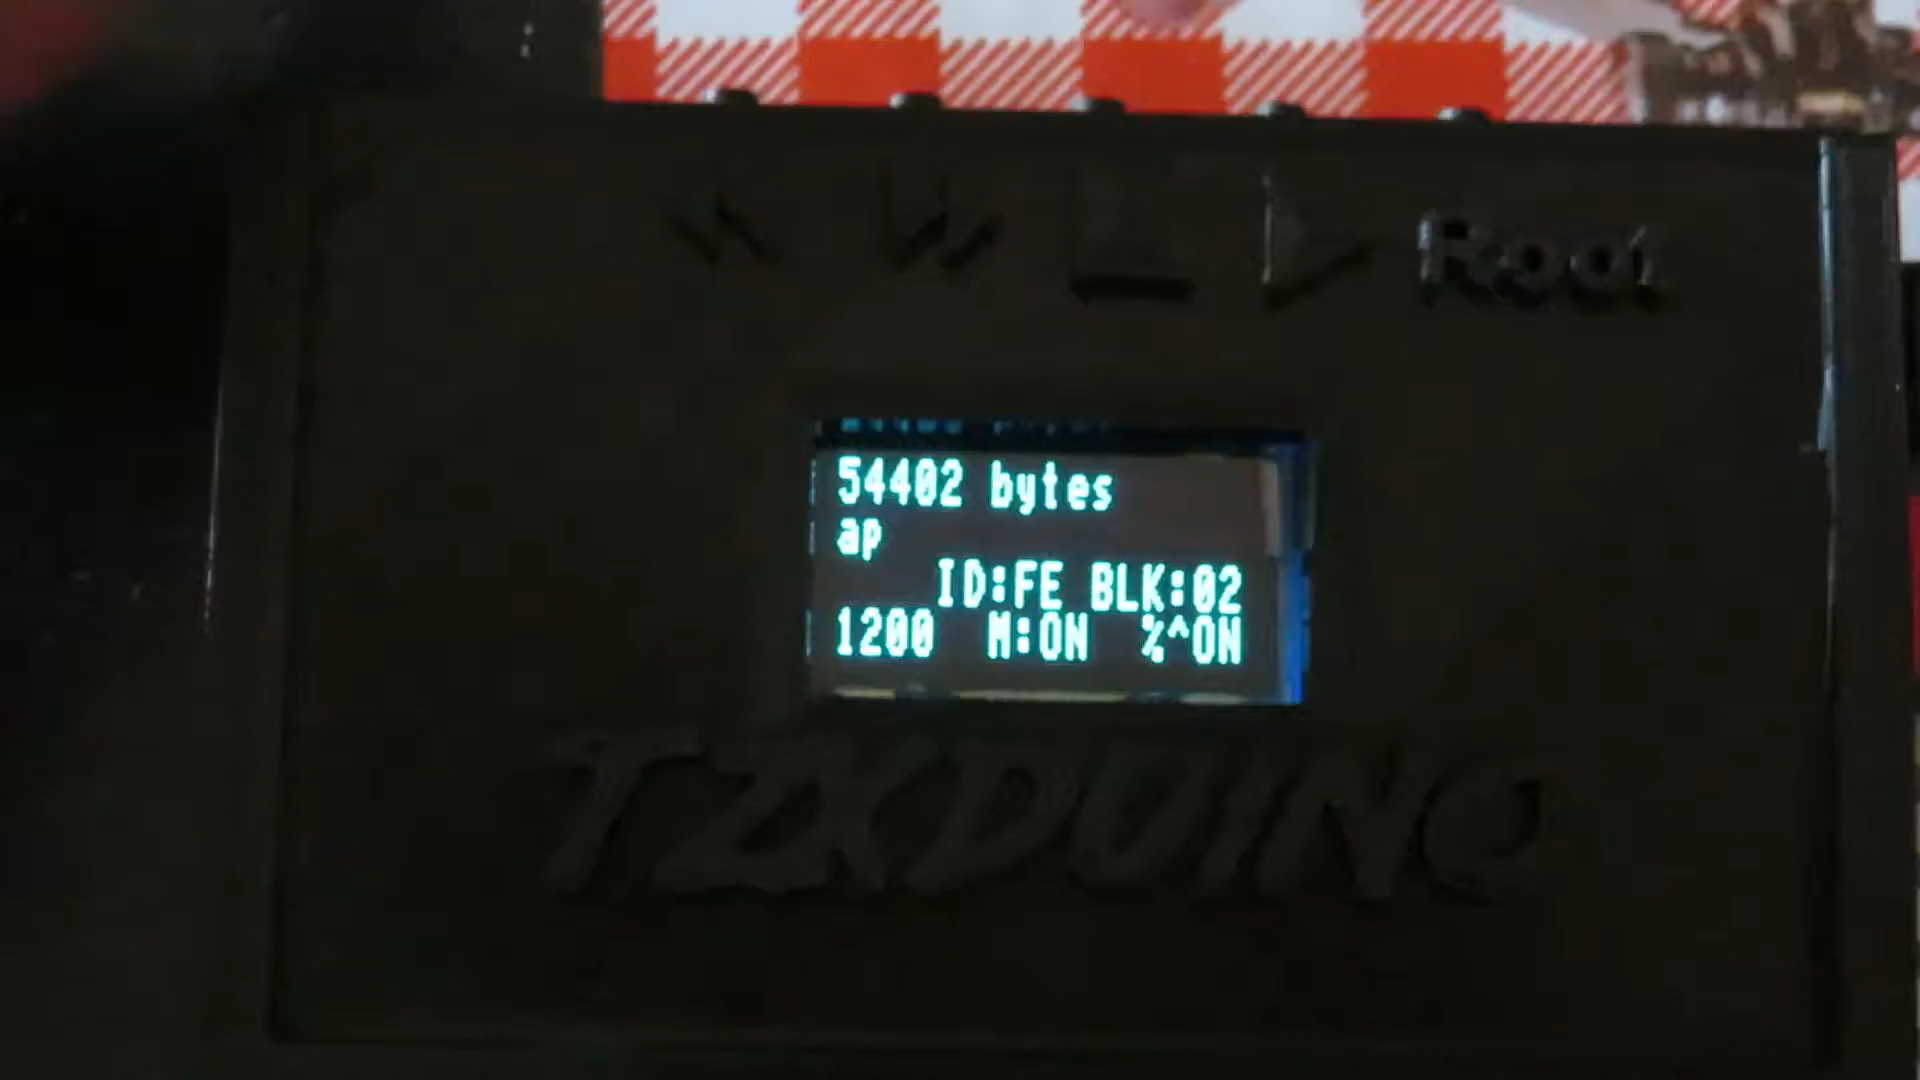 Root
54402 bytes
ap
ID:FE BLK:02
1200 M:ON %^ON
TZXDUINO